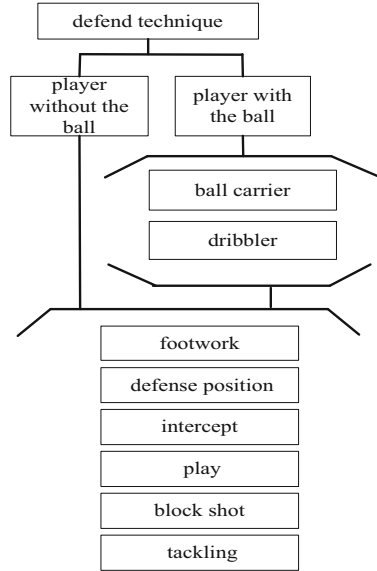 defend technique
player
without the
ball
player with
the ball
ball carrier
dribbler
footwork
defense position
intercept
play
block shot
tackling